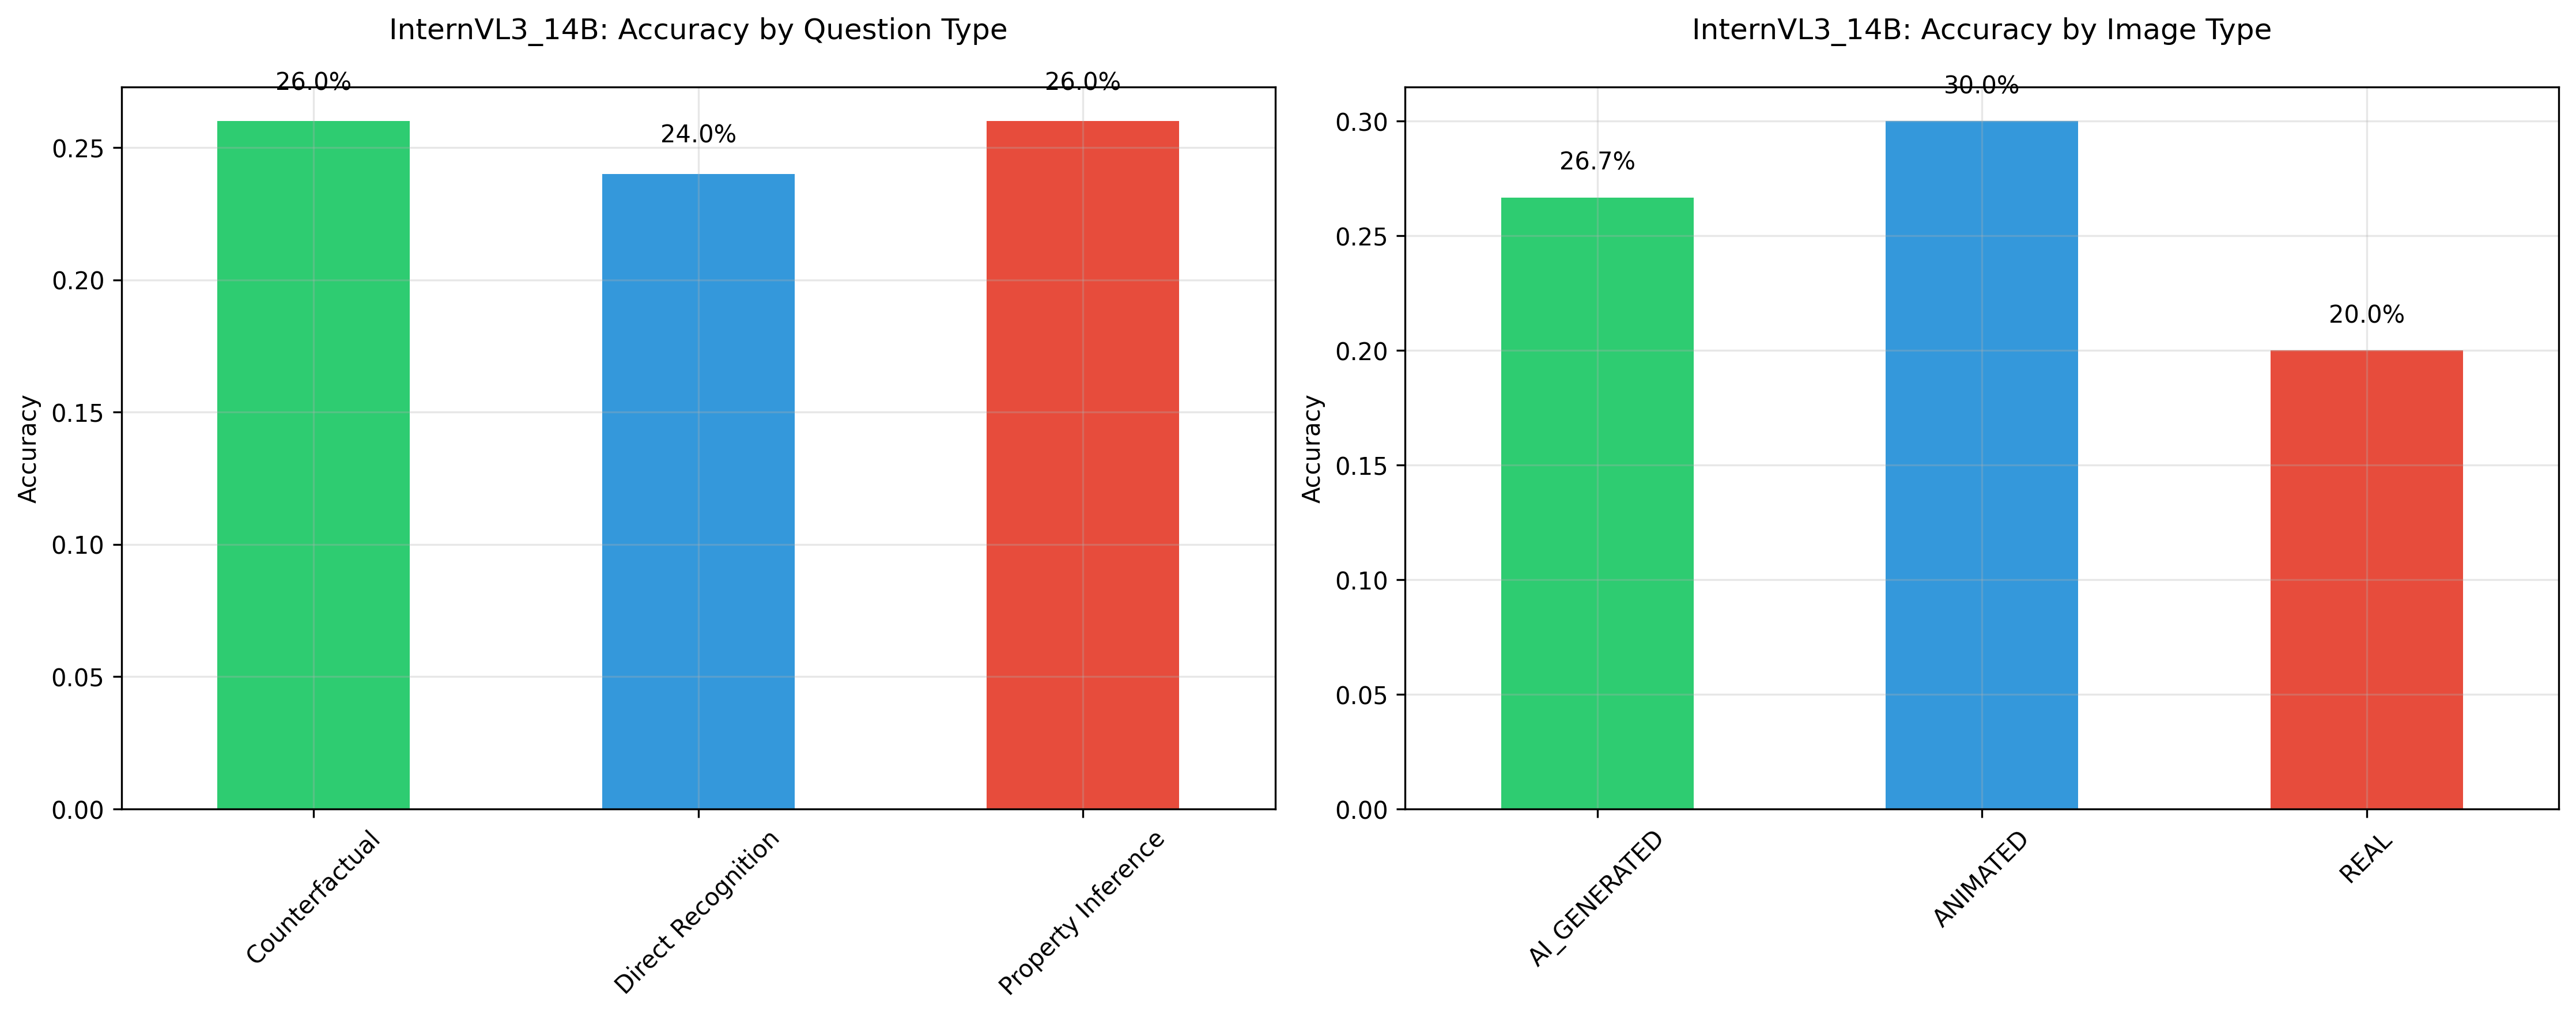 InternVL3_14B: Accuracy by Question Type
26.0%
24.0%
26.0%
Accuracy
0.25
0.20
0.15
0.10
0.05
0.00
Counterfactual
Direct Recognition
Property Inference
InternVL3_14B: Accuracy by Image Type
26.7%
30.0%
20.0%
Accuracy
0.30
0.25
0.20
0.15
0.10
0.05
0.00
AI_GENERATED
ANIMATED
REAL